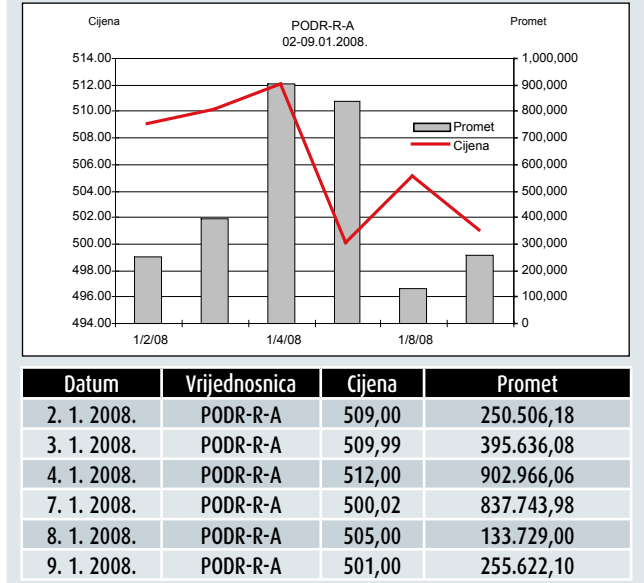 Cijena PODR-R-A Promet
02-09.01.2008.
514.00 1,000,000
512.00 900,000
510.00 800,000
508.00 700,000
506.00 600,000
504.00 500,000
502.00 400,000
500.00 300,000
498.00 200,000
496.00 100,000
494.00 0
Promet
Cijena
1/2/08 1/4/08 1/8/08
Datum Vrijednosnica Cijena Promet
2. 1. 2008. PODR-R-A 509,00 250.506,18
3. 1. 2008. PODR-R-A 509,99 395.636,08
4. 1. 2008. PODR-R-A 512,00 902.966,06
7. 1. 2008. PODR-R-A 500,02 837.743,98
8. 1. 2008. PODR-R-A 505,00 133.729,00
9. 1. 2008. PODR-R-A 501,00 255.622,10